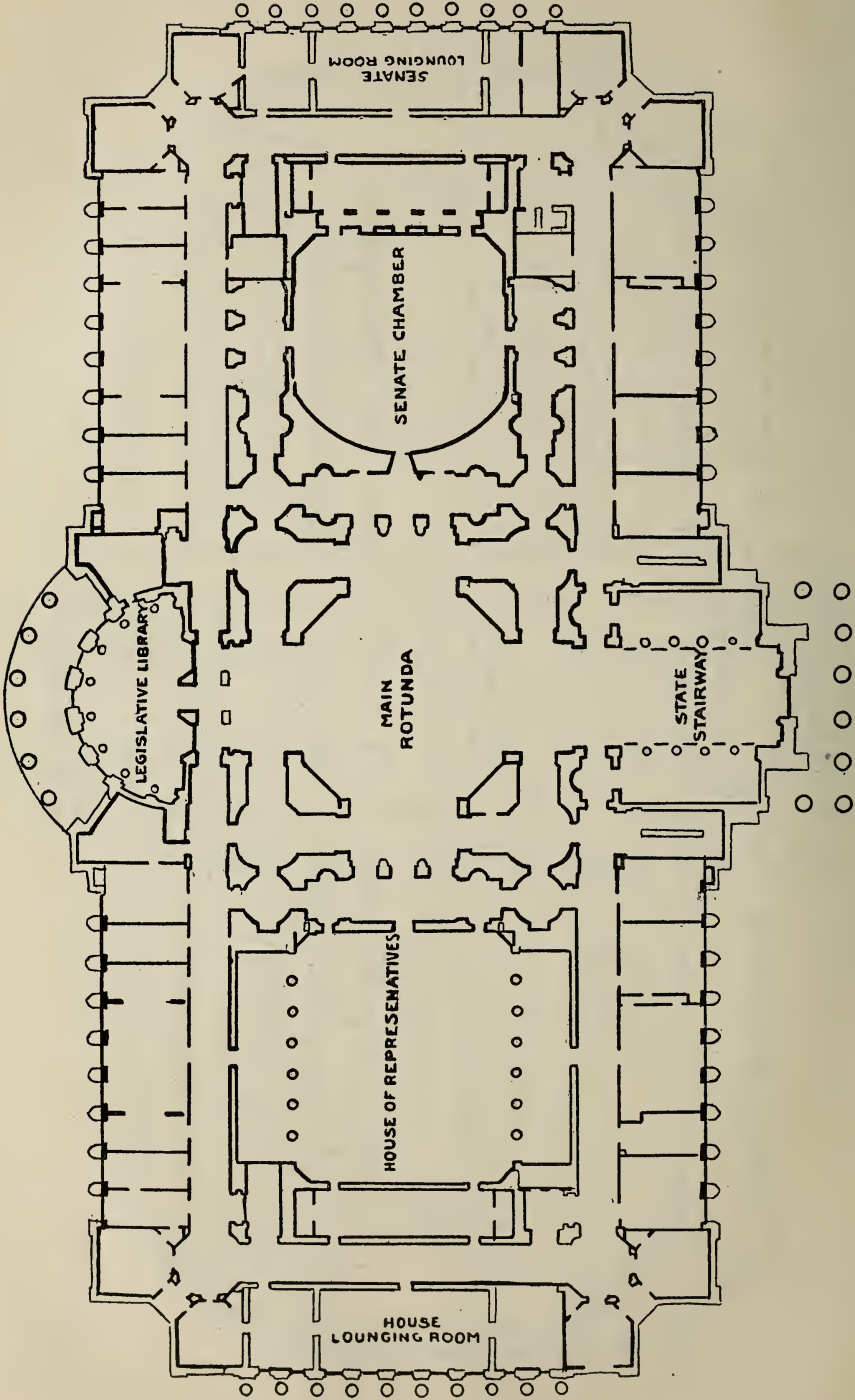 SENATE
LOUNGING ROOM
SENATE CHAMBER
LEGISLATIVE LIBRARY
MAIN
ROTUNDA
STATE
STAIRWAY
HOUSE OF REPRESENATIVES
HOUSE
LOUNGING ROOM